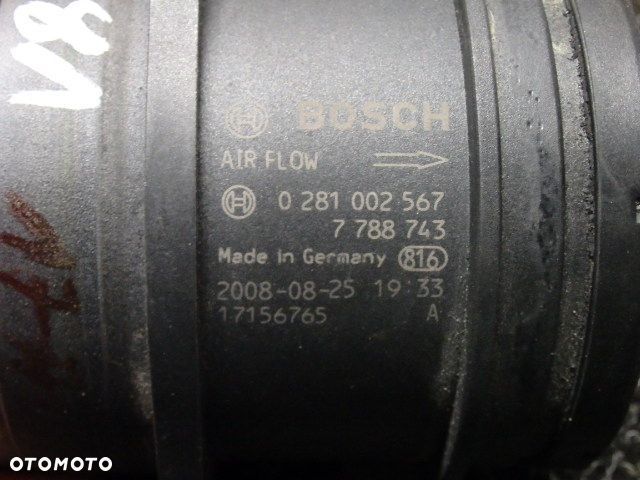 V8
BOSCH
AIR FLOW
0 281 002 567
7 788 743
Made in Germany 816
2008-08-25 19:33
17156765 A
OTOMOTO